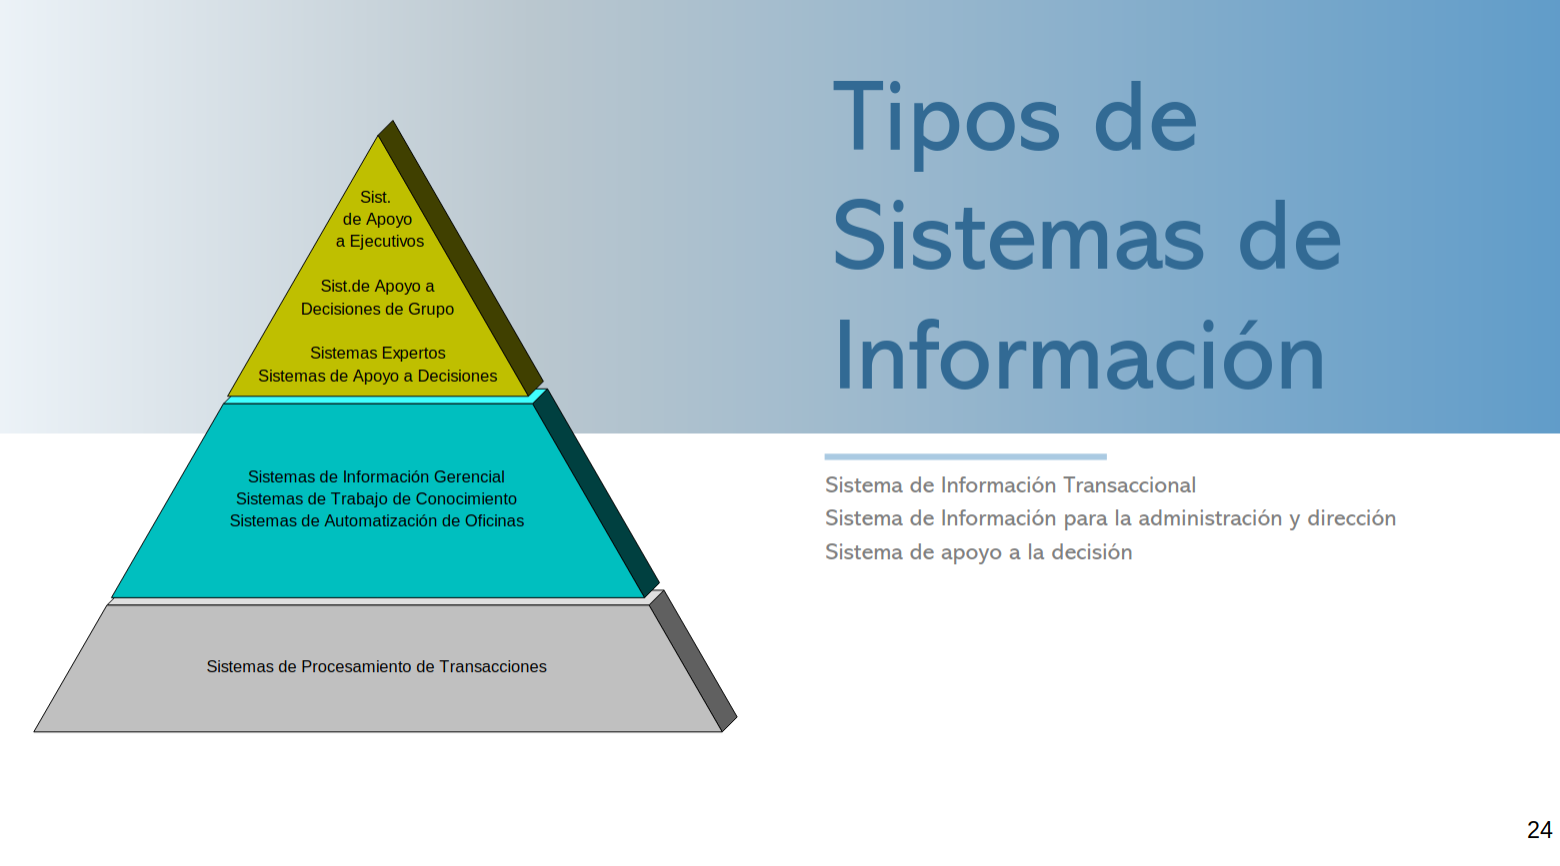 Tipos de
Sistemas de
Información
Sist.
de Apoyo
a Ejecutivos
Sist.de Apoyo a
Decisiones de Grupo
Sistemas Expertos
Sistemas de Apoyo a Decisiones
Sistemas de Información Gerencial
Sistemas de Trabajo de Conocimiento
Sistemas de Automatización de Oficinas
Sistemas de Procesamiento de Transacciones
Sistema de Información Transaccional
Sistema de Información para la administración y dirección
Sistema de apoyo a la decisión
24